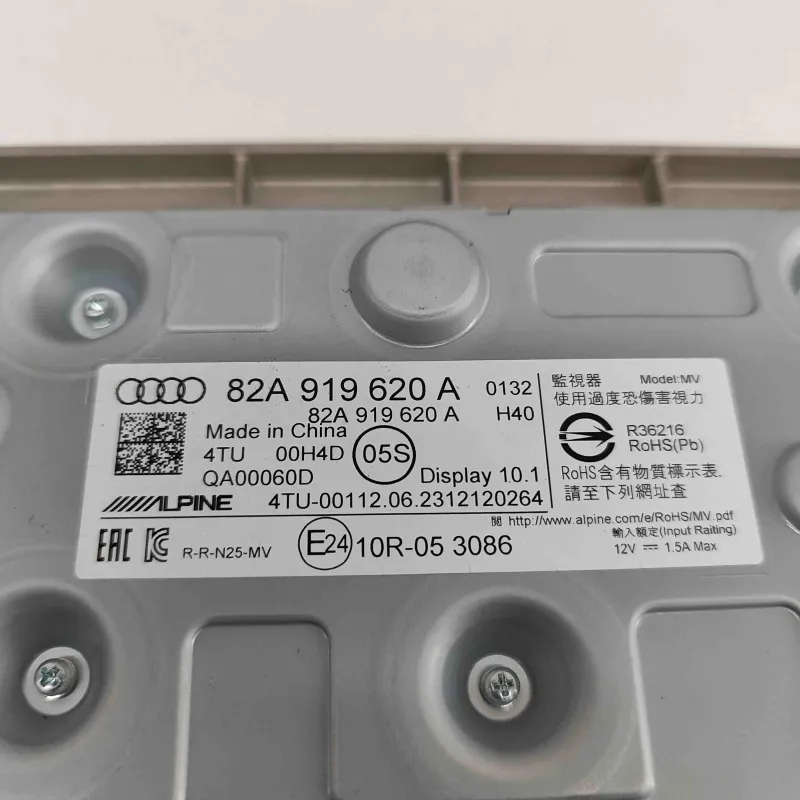 82A 919 620 A 0132
82A 919 620 A H40
Made in China
4TU 00H4D 05S
QA00060D Display 10.1
ALPINE 4TU-00112.06.2312120264
EAC KC R-R-N25-MV E24 10R-05 3086
監視器 Model:MV
使用過度恐傷害視力
R36216
RoHS(Pb)
RoHS含有物質標示表.
請至下列網址查
閱 http://www.alpine.com/e/RoHS/MV.pdf
輸入額定(Input Raiting)
12V ⎓ 1.5A Max